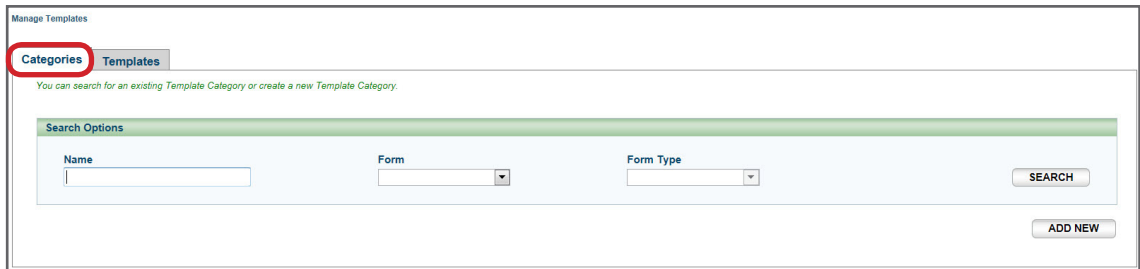 Manage Templates
Categories Templates
You can search for an existing Template Category or create a new Template Category.
Search Options
Name Form Form Type
SEARCH
ADD NEW